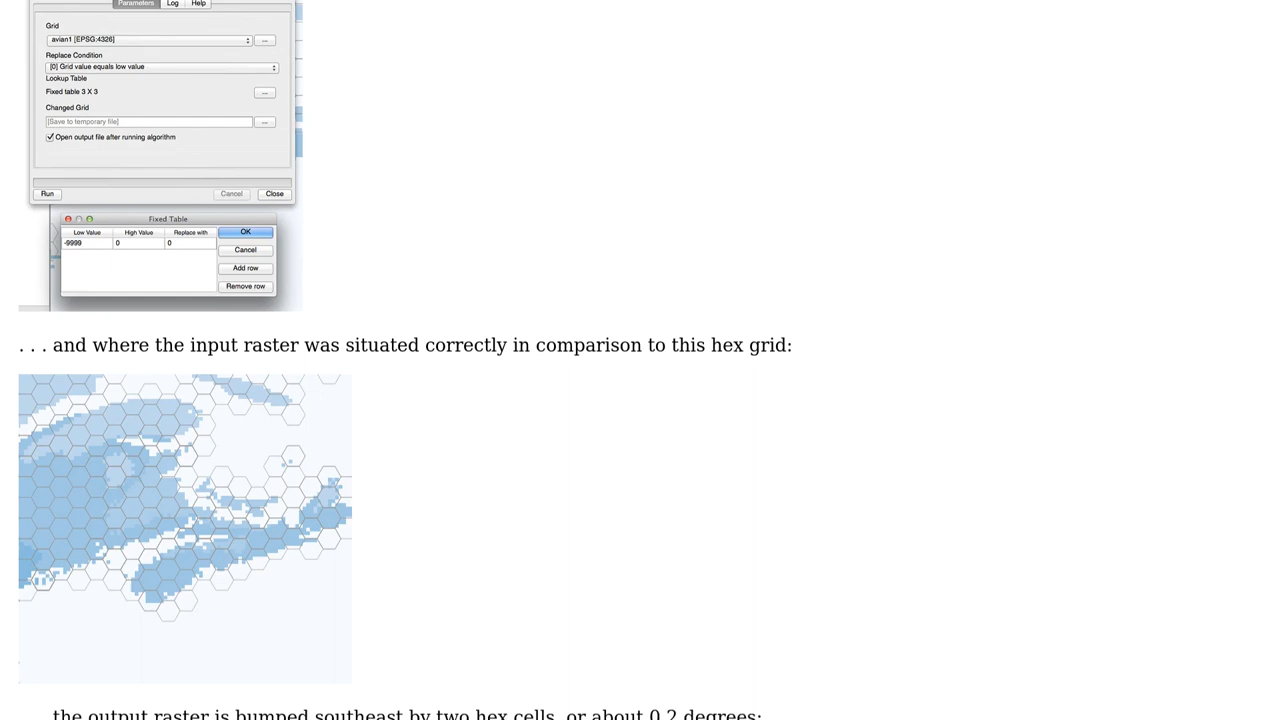 Parameters Log Help
Grid
avian1 [EPSG:4326]
...
Replace Condition
[0] Grid value equals low value
Lookup Table
Fixed table 3 X 3
...
Changed Grid
[Save to temporary file]
...
Open output file after running algorithm
Run Cancel Close
Fixed Table
Low Value High Value Replace with OK
-9999 0 0
Cancel
Add row
Remove row
. . . and where the input raster was situated correctly in comparison to this hex grid:
the output raster is bumped southeast by two hex cells, or about 0.2 degrees: